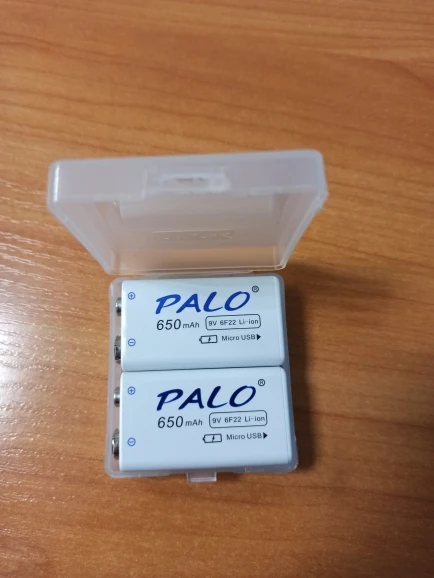 PALO®
650mAh 9V 6F22 Li-ion
Micro USB
PALO®
650mAh 9V 6F22 Li-ion
Micro USB